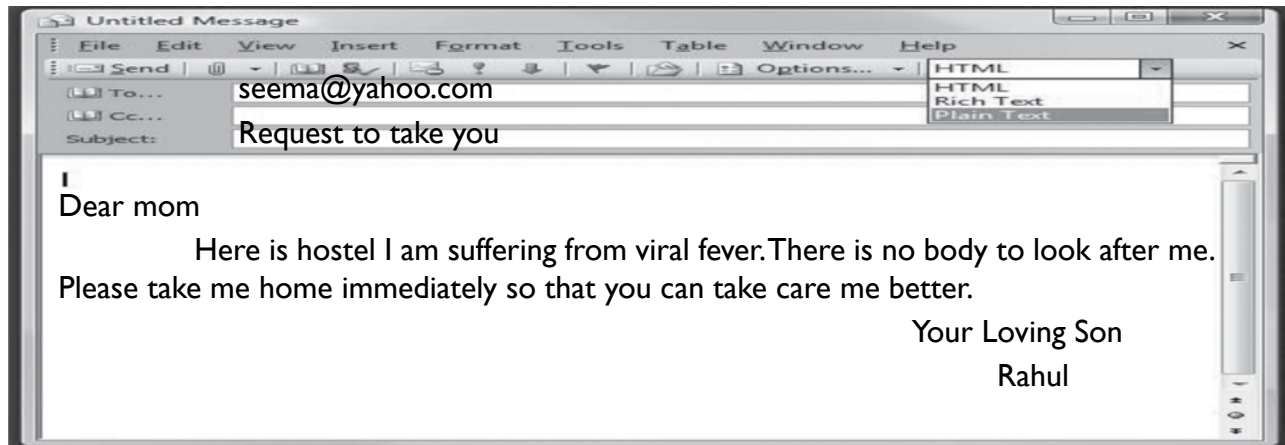 Untitled Message
File Edit View Insert Format Tools Table Window Help
Send Options... HTML
To... seema@yahoo.com HTML
Rich Text
Cc... Plain Text
Subject: Request to take you
Dear mom
Here is hostel I am suffering from viral fever. There is no body to look after me.
Please take me home immediately so that you can take care me better.
Your Loving Son
Rahul